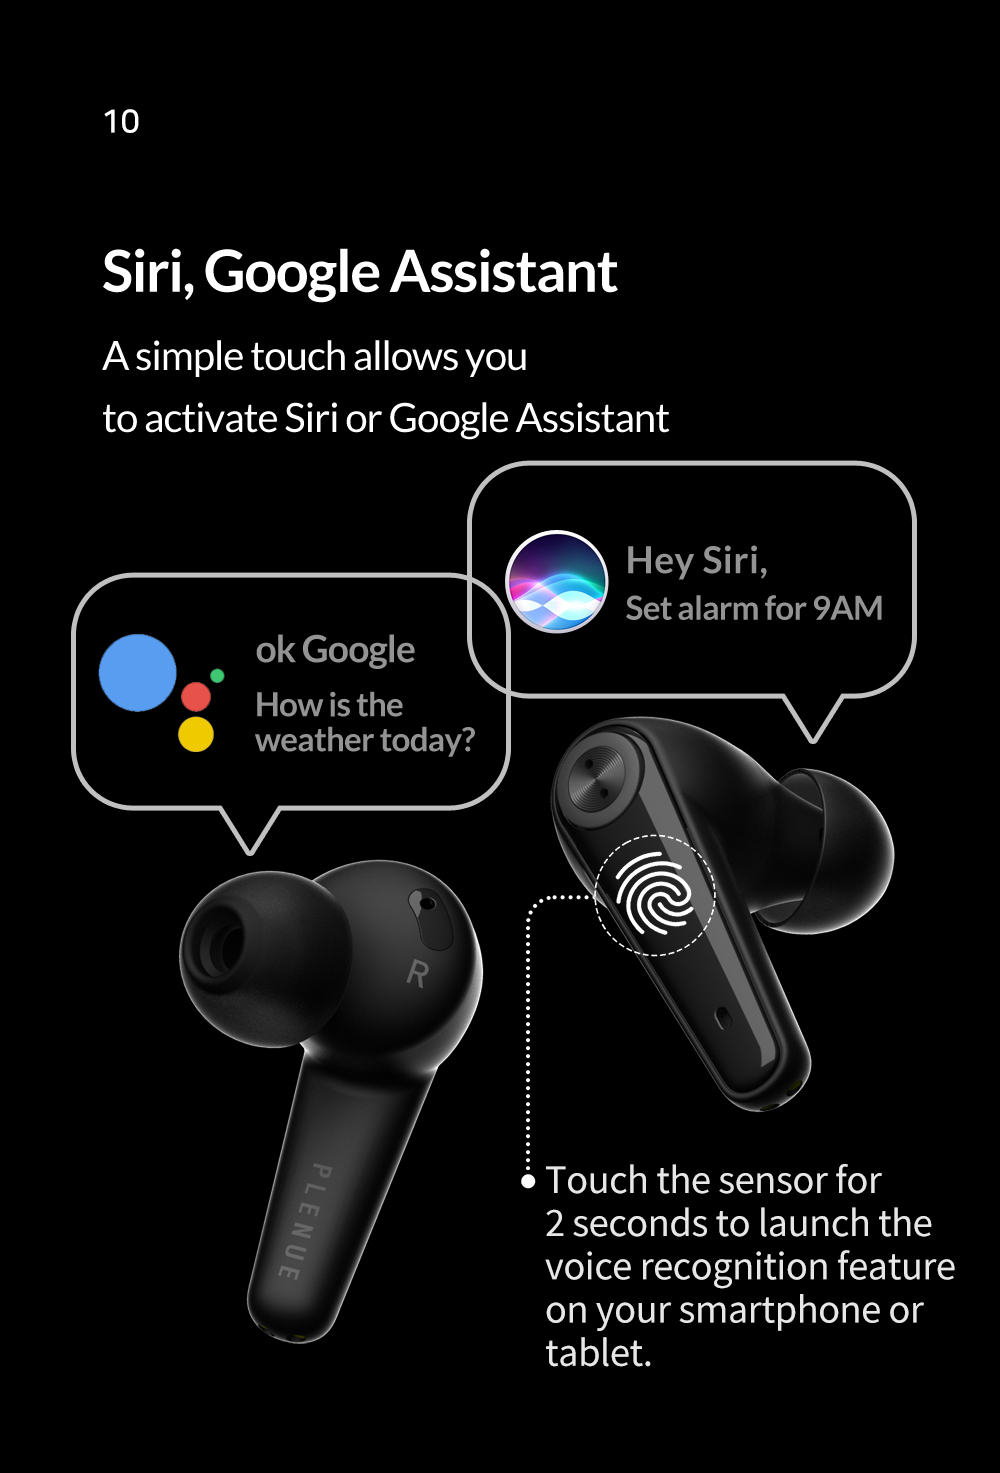 10
Siri, Google Assistant
A simple touch allows you
to activate Siri or Google Assistant
Hey Siri,
Set alarm for 9AM
ok Google
How is the
weather today?
R
PLENUE
Touch the sensor for
2 seconds to launch the
voice recognition feature
on your smartphone or
tablet.